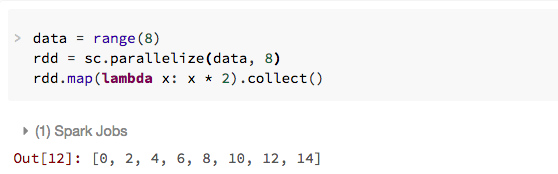 > data = range(8)
rdd = sc.parallelize(data, 8)
rdd.map(lambda x: x * 2).collect()
(1) Spark Jobs
Out[12]: [0, 2, 4, 6, 8, 10, 12, 14]